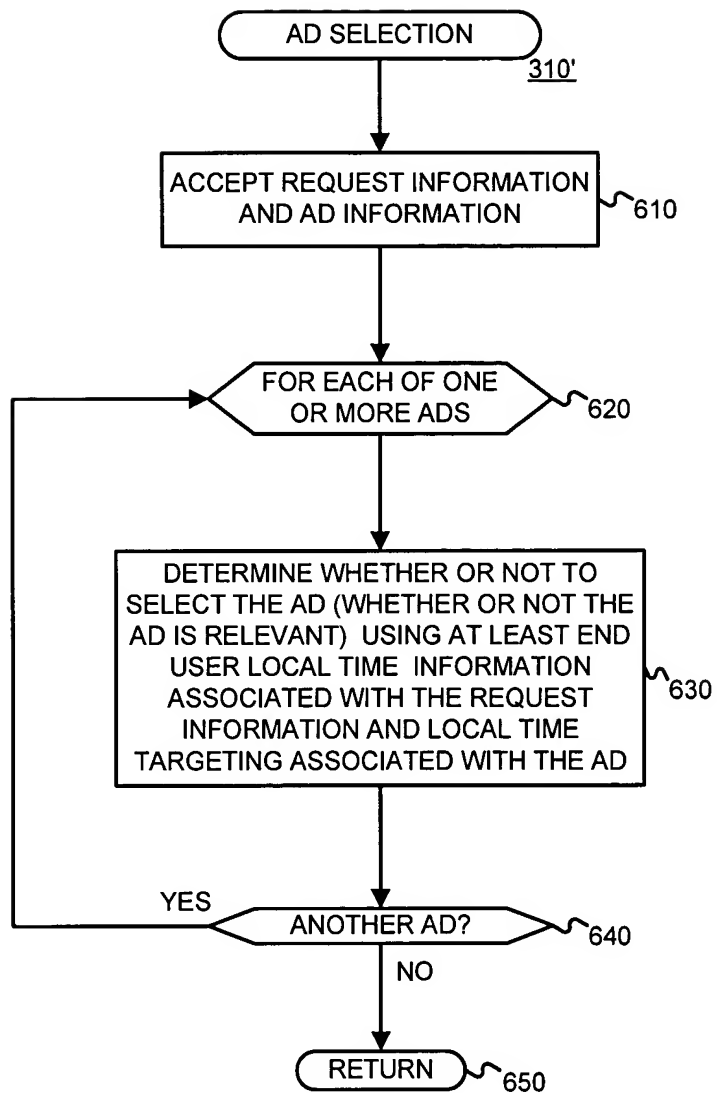 AD SELECTION
310'
ACCEPT REQUEST INFORMATION
AND AD INFORMATION
610
FOR EACH OF ONE
OR MORE ADS
620
DETERMINE WHETHER OR NOT TO
SELECT THE AD (WHETHER OR NOT THE
AD IS RELEVANT) USING AT LEAST END
USER LOCAL TIME INFORMATION
ASSOCIATED WITH THE REQUEST
INFORMATION AND LOCAL TIME
TARGETING ASSOCIATED WITH THE AD
630
YES
ANOTHER AD?
640
NO
RETURN
650